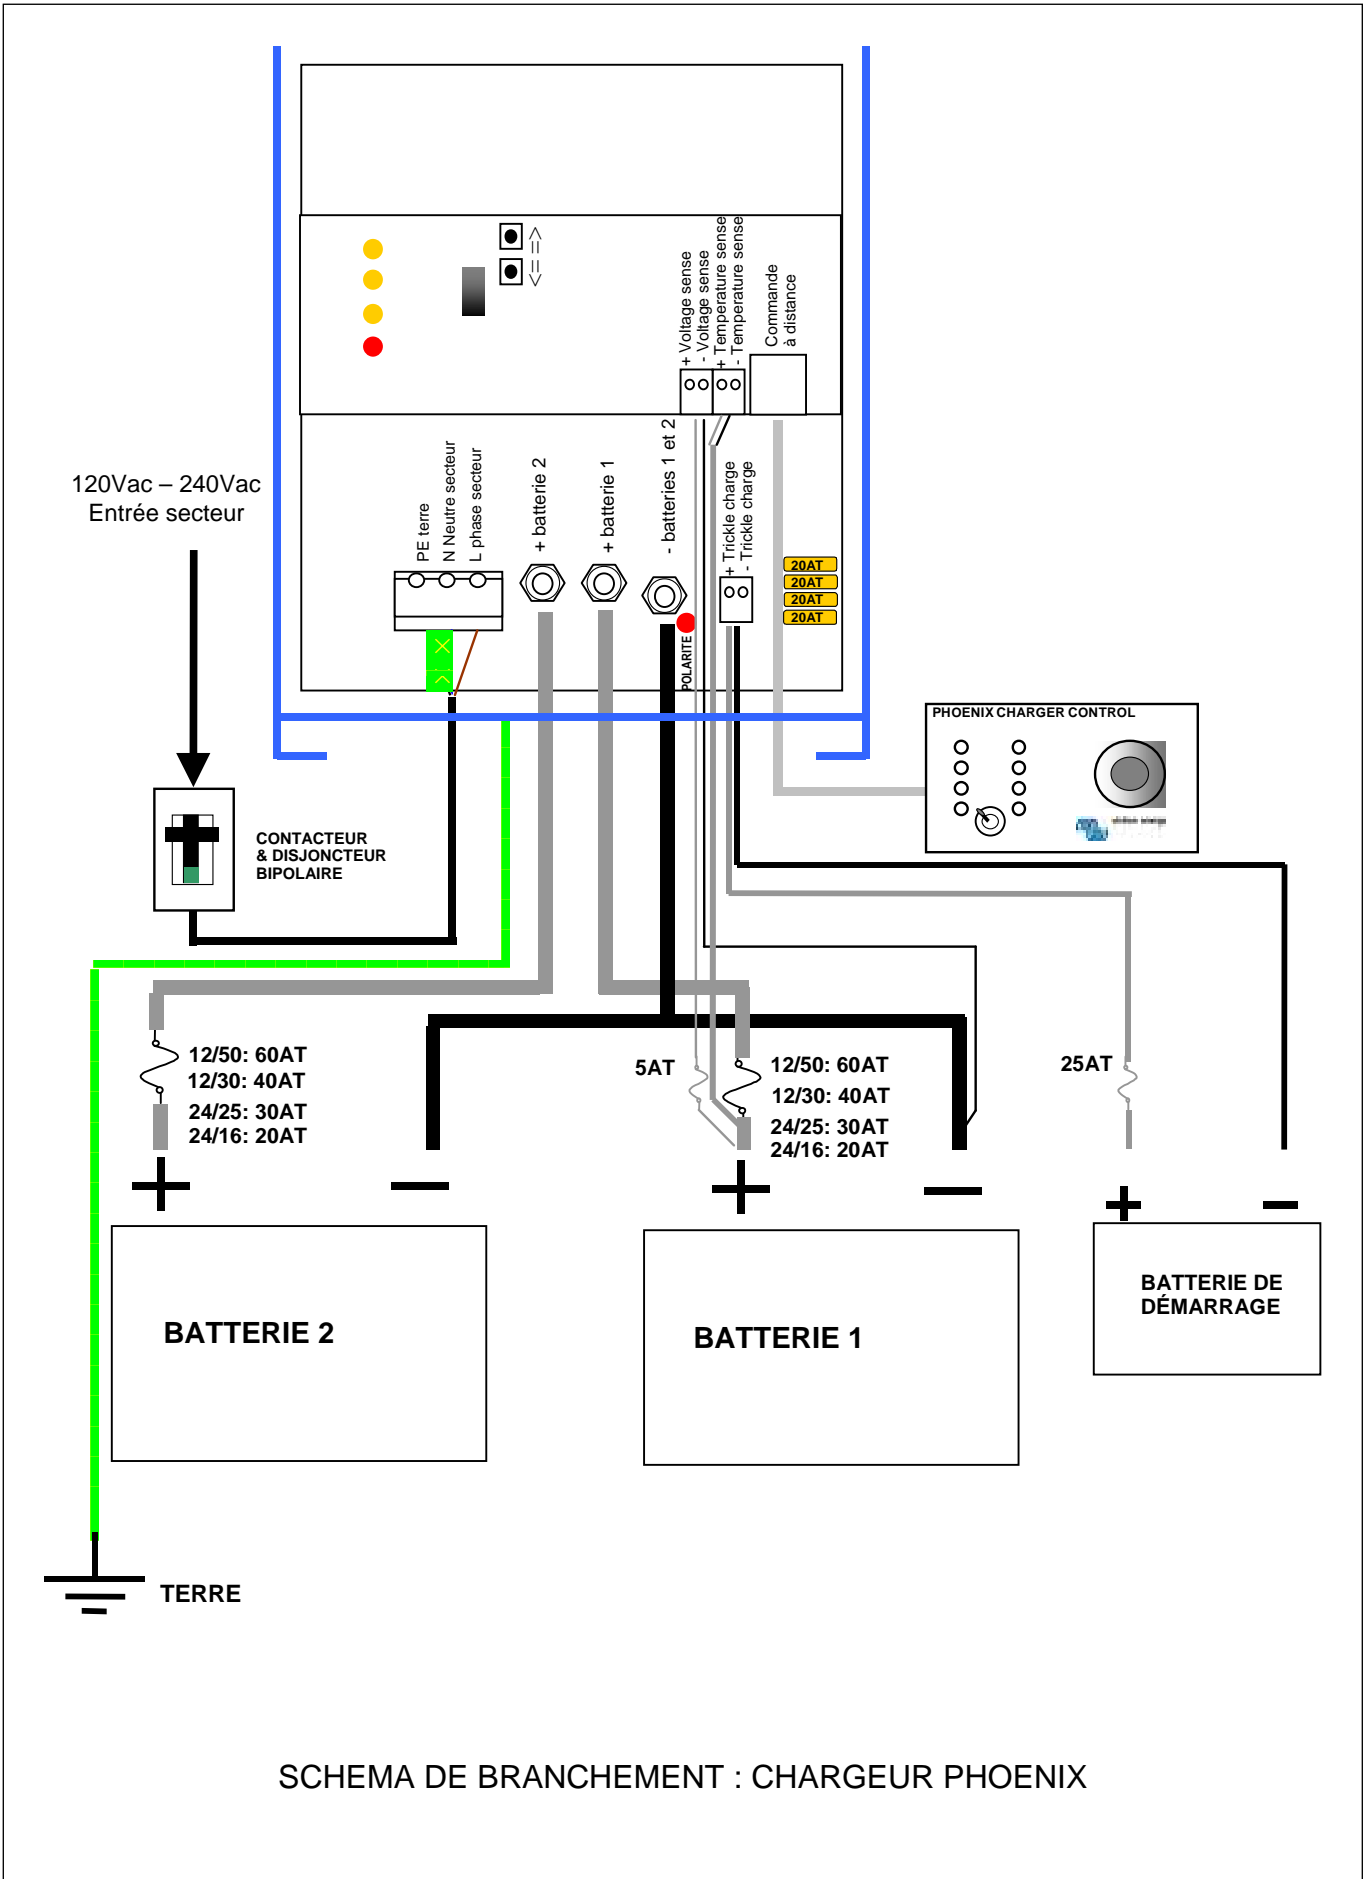 + Voltage sense
- Voltage sense
+ Temperature sense
- Temperature sense
Commande
à distance
<== =>
120Vac – 240Vac
Entrée secteur
PE terre
N Neutre secteur
L phase secteur
+ batterie 2
+ batterie 1
- batteries 1 et 2
+ Trickle charge
- Trickle charge
20AT
20AT
20AT
20AT
POLARITE
PHOENIX CHARGER CONTROL
CONTACTEUR
& DISJONCTEUR
BIPOLAIRE
12/50: 60AT
12/30: 40AT
24/25: 30AT
24/16: 20AT
5AT
12/50: 60AT
12/30: 40AT
24/25: 30AT
24/16: 20AT
25AT
BATTERIE 2
BATTERIE 1
BATTERIE DE
DÉMARRAGE
TERRE
SCHEMA DE BRANCHEMENT : CHARGEUR PHOENIX